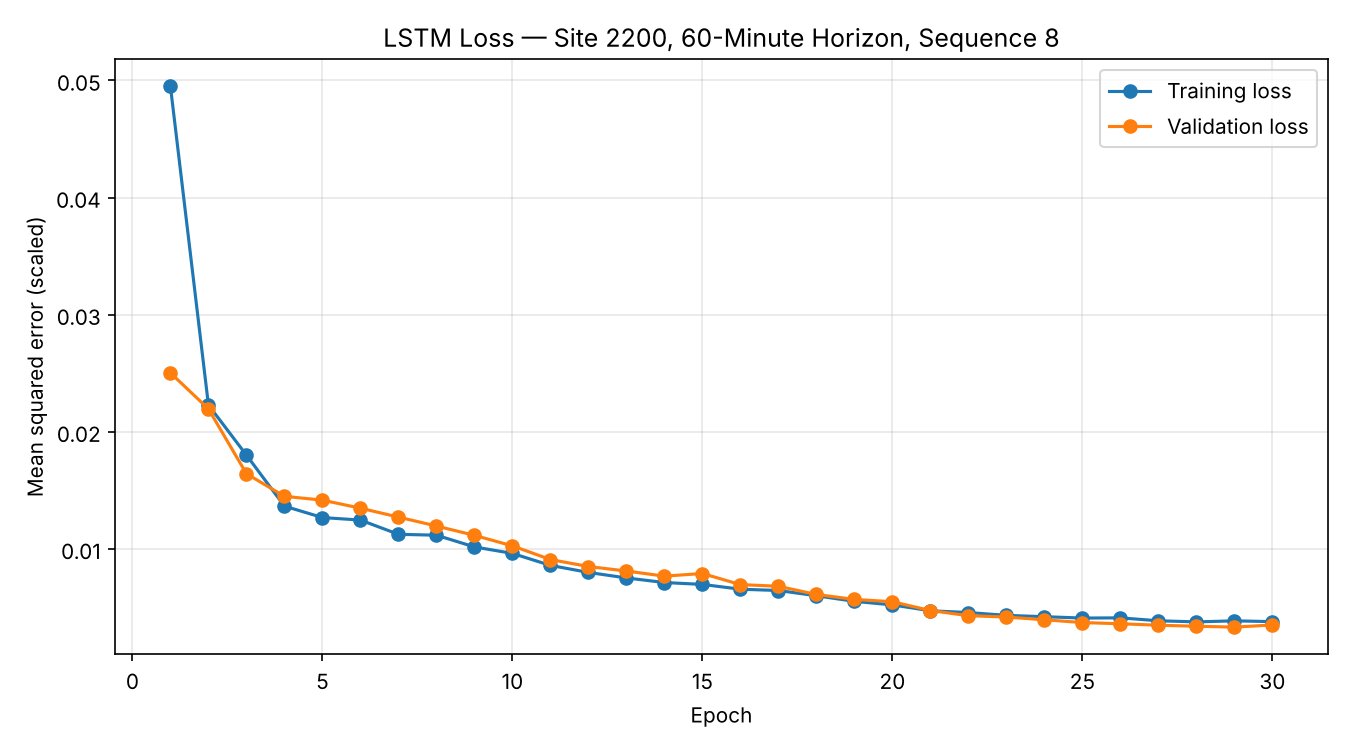 LSTM Loss — Site 2200, 60-Minute Horizon, Sequence 8
Training loss
Validation loss
Mean squared error (scaled)
0.05
0.04
0.03
0.02
0.01
0 5 10 15 20 25 30
Epoch